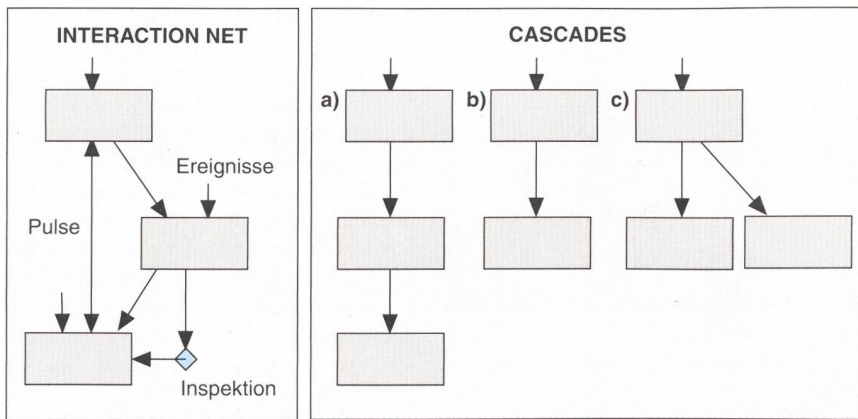 INTERACTION NET
Ereignisse
Pulse
Inspektion
CASCADES
a)
b)
c)